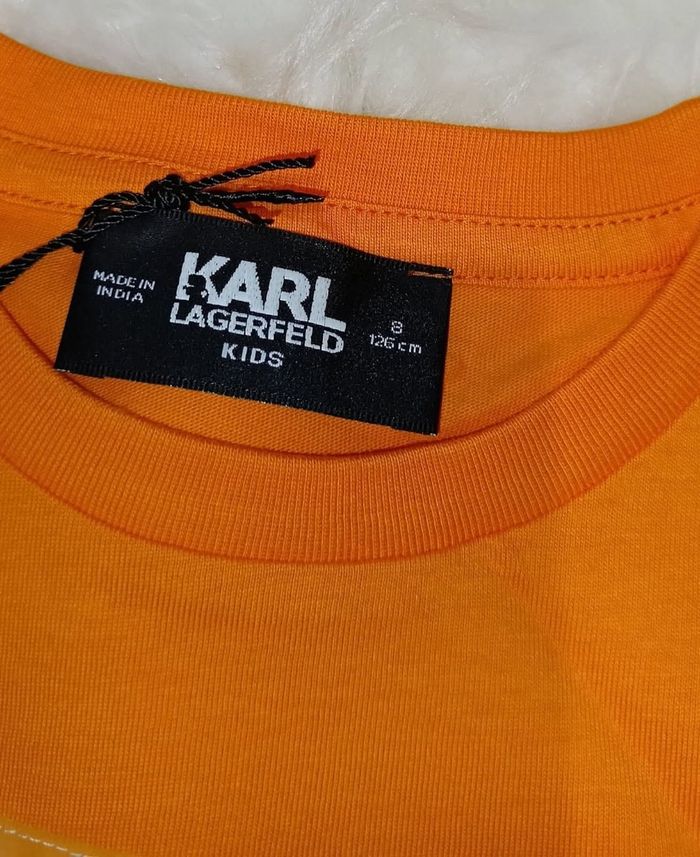 MADE IN
INDIA
KARL
LAGERFELD
KIDS
8
126 cm